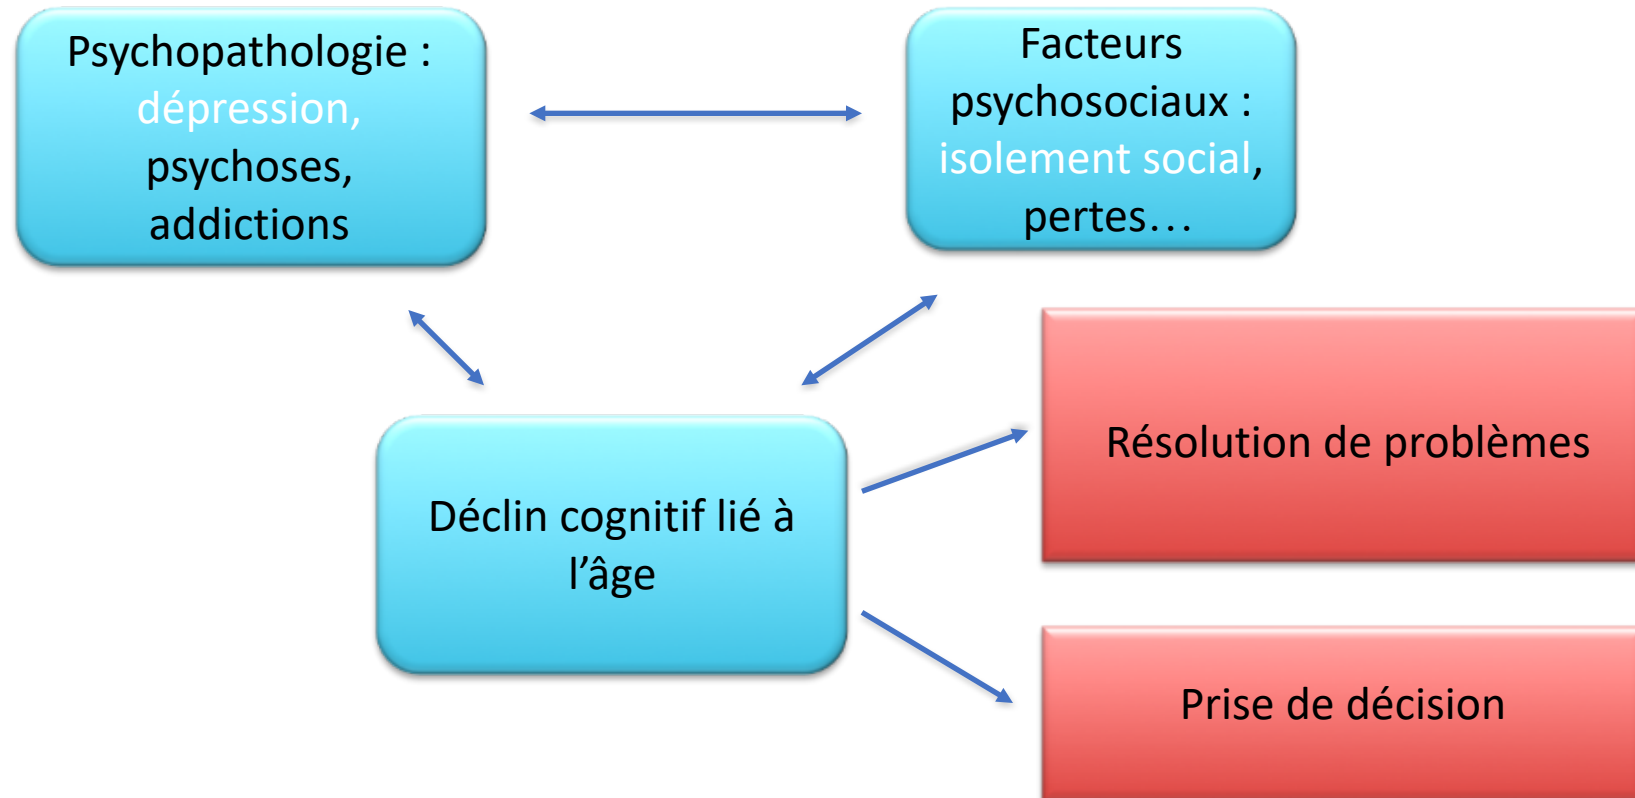 Psychopathologie :
dépression,
psychoses,
addictions
Facteurs
psychosociaux :
isolement social,
pertes…
Déclin cognitif lié à
l’âge
Résolution de problèmes
Prise de décision